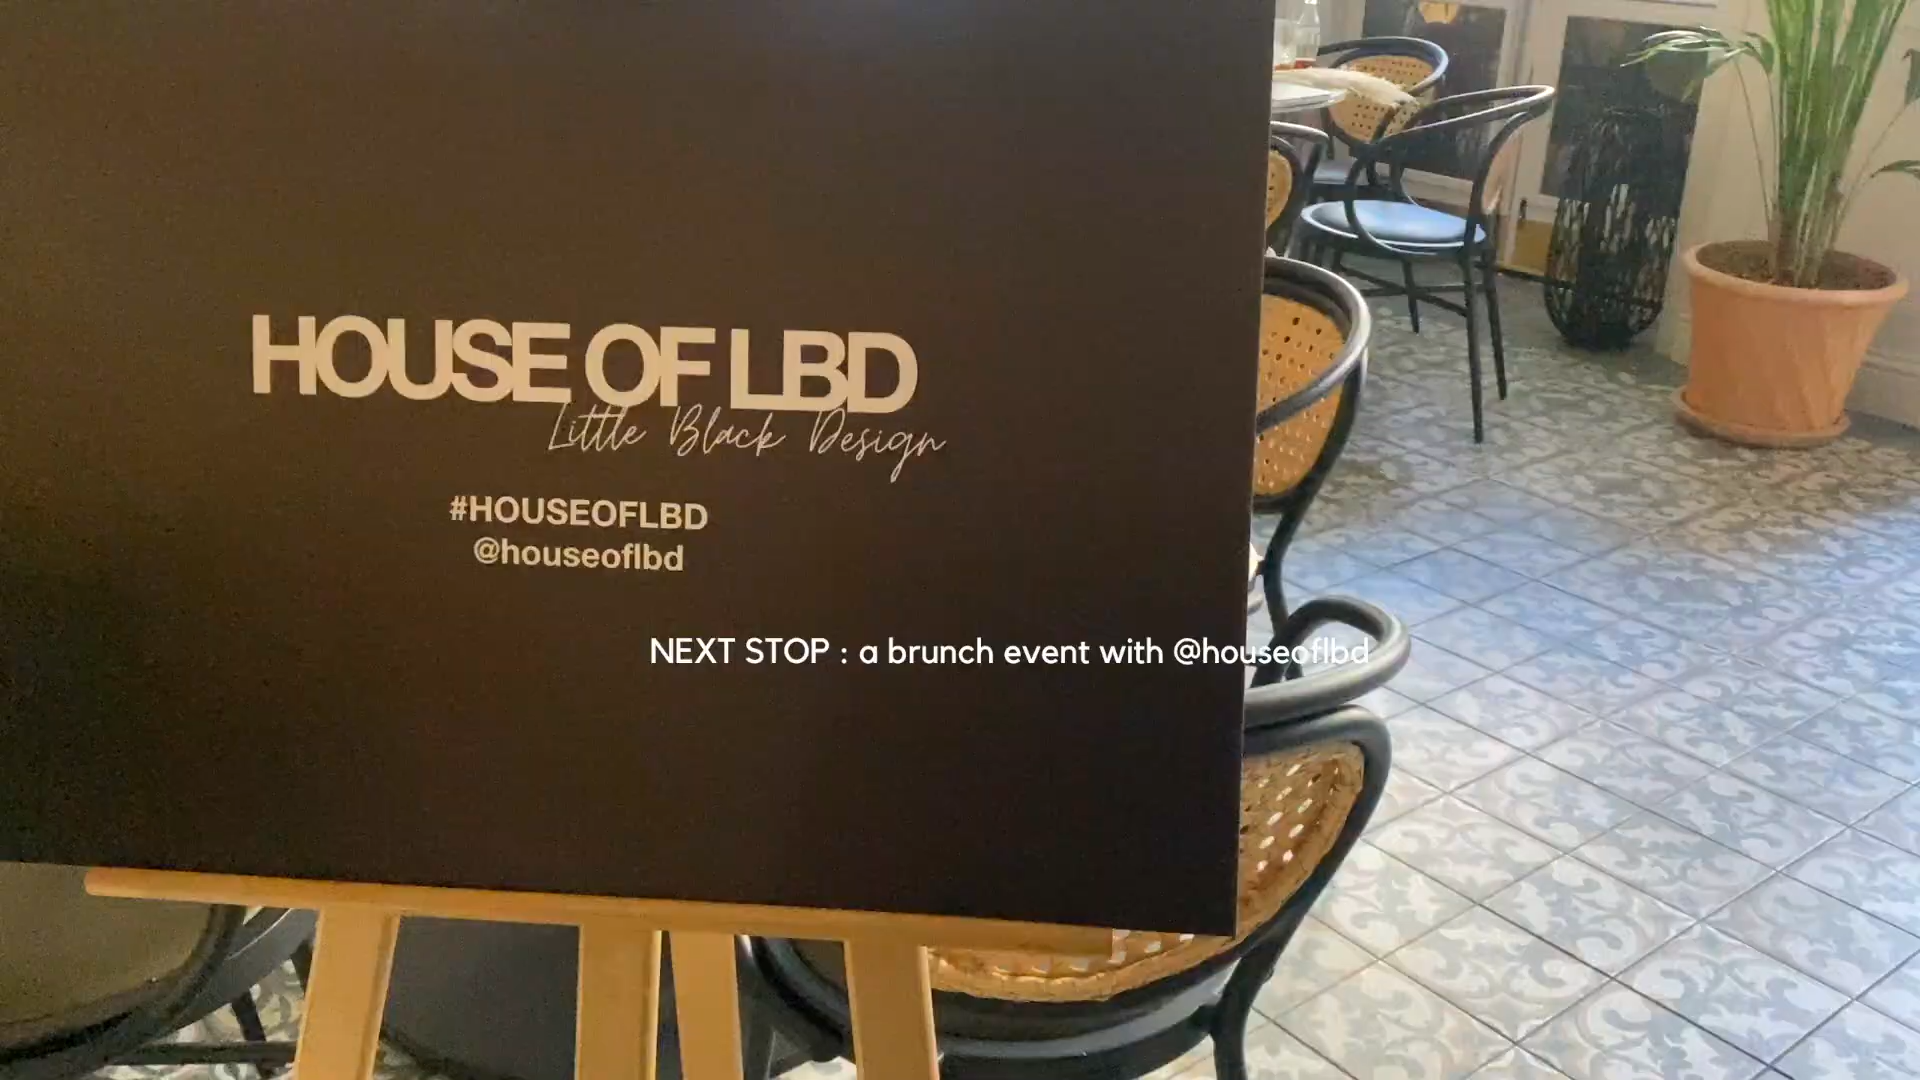 HOUSE OF LBD
Little Black Design
#HOUSEOFLBD
@houseoflbd
NEXT STOP : a brunch event with @houseoflbd